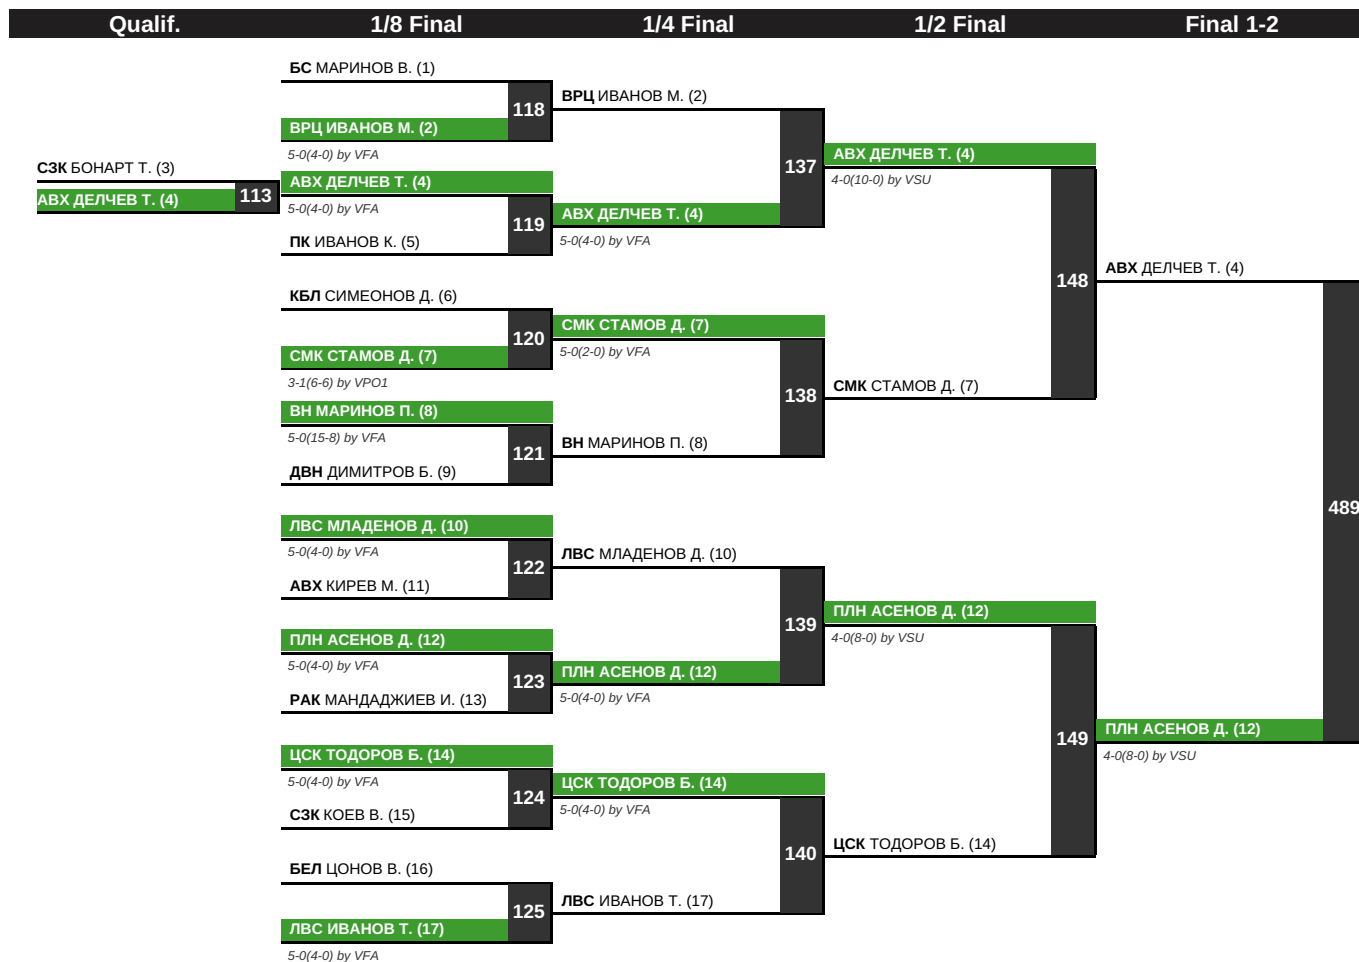 Qualif. 1/8 Final 1/4 Final 1/2 Final Final 1-2
СЗК БОНАРТ Т. (3)
АВХ ДЕЛЧЕВ Т. (4)
113
БС МАРИНОВ В. (1)
118
ВРЦ ИВАНОВ М. (2)
5-0(4-0) by VFA
АВХ ДЕЛЧЕВ Т. (4)
5-0(4-0) by VFA
119
ПК ИВАНОВ К. (5)
КБЛ СИМЕОНОВ Д. (6)
120
СМК СТАМОВ Д. (7)
3-1(6-6) by VPO1
ВН МАРИНОВ П. (8)
5-0(15-8) by VFA
121
ДВН ДИМИТРОВ Б. (9)
ЛВС МЛАДЕНОВ Д. (10)
5-0(4-0) by VFA
122
АВХ КИРЕВ М. (11)
ПЛН АСЕНОВ Д. (12)
5-0(4-0) by VFA
123
РАК МАНДАДЖИЕВ И. (13)
ЦСК ТОДОРОВ Б. (14)
5-0(4-0) by VFA
124
СЗК КОЕВ В. (15)
БЕЛ ЦОНОВ В. (16)
125
ЛВС ИВАНОВ Т. (17)
5-0(4-0) by VFA
ВРЦ ИВАНОВ М. (2)
137
АВХ ДЕЛЧЕВ Т. (4)
5-0(4-0) by VFA
СМК СТАМОВ Д. (7)
5-0(2-0) by VFA
138
ВН МАРИНОВ П. (8)
ЛВС МЛАДЕНОВ Д. (10)
139
ПЛН АСЕНОВ Д. (12)
5-0(4-0) by VFA
ЦСК ТОДОРОВ Б. (14)
5-0(4-0) by VFA
140
ЛВС ИВАНОВ Т. (17)
АВХ ДЕЛЧЕВ Т. (4)
4-0(10-0) by VSU
148
СМК СТАМОВ Д. (7)
ПЛН АСЕНОВ Д. (12)
4-0(8-0) by VSU
149
ЦСК ТОДОРОВ Б. (14)
АВХ ДЕЛЧЕВ Т. (4)
489
ПЛН АСЕНОВ Д. (12)
4-0(8-0) by VSU